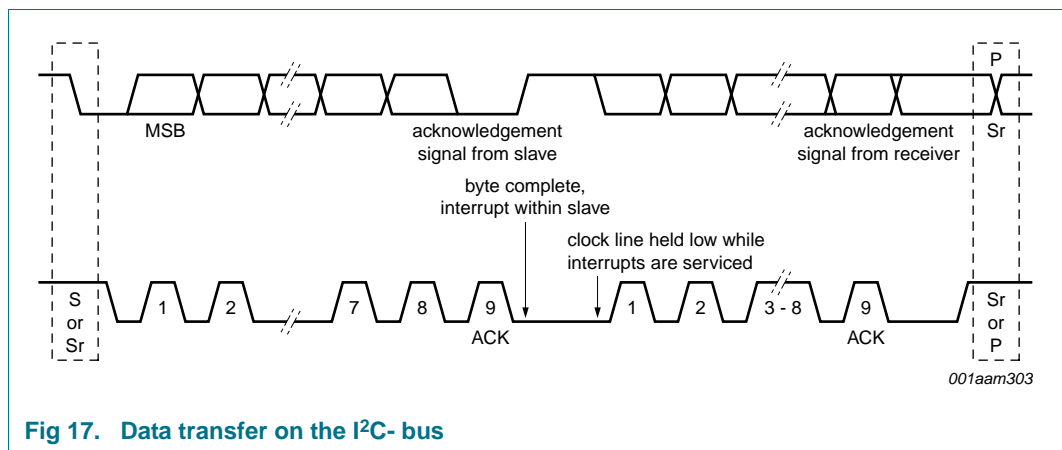 P
MSB
acknowledgement
signal from slave
acknowledgement
signal from receiver
Sr
byte complete,
interrupt within slave
clock line held low while
interrupts are serviced
S
or
Sr
1
2
7
8
9
ACK
1
2
3 - 8
9
ACK
Sr
or
P
001aam303
Fig 17. Data transfer on the I²C- bus